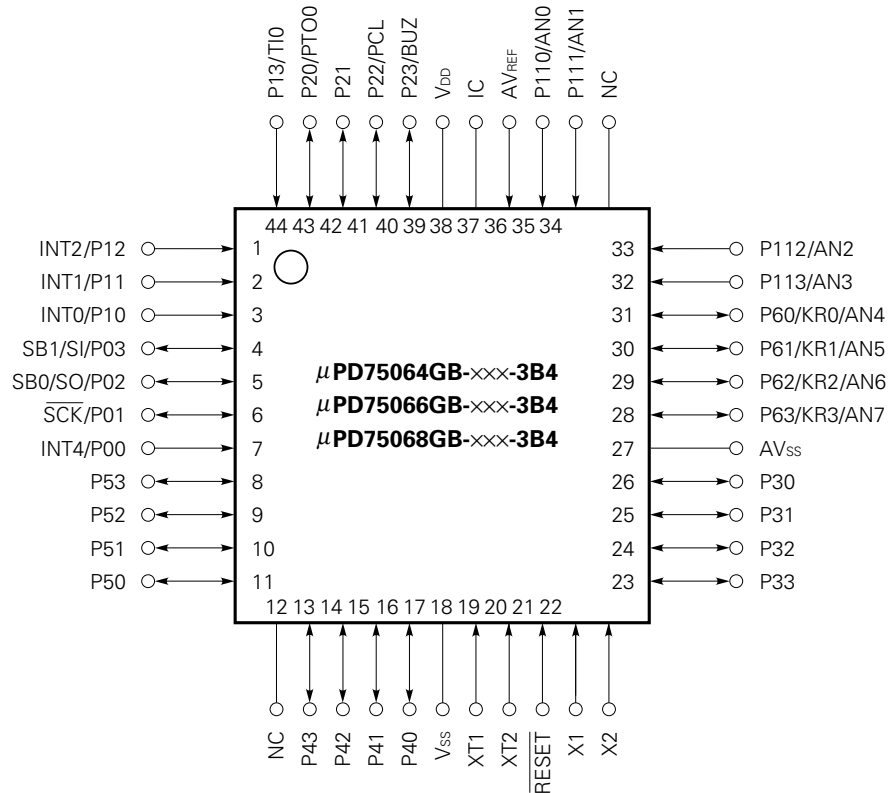 P13/TI0
P20/PTO0
P21
P22/PCL
P23/BUZ
VDD
IC
AVREF
P110/AN0
P111/AN1
NC
44 43 42 41 40 39 38 37 36 35 34
INT2/P12 1
INT1/P11 2
INT0/P10 3
SB1/SI/P03 4
SB0/SO/P02 5
SCK/P01 6
INT4/P00 7
P53 8
P52 9
P51 10
P50 11
μPD75064GB-×××-3B4
μPD75066GB-×××-3B4
μPD75068GB-×××-3B4
33 P112/AN2
32 P113/AN3
31 P60/KR0/AN4
30 P61/KR1/AN5
29 P62/KR2/AN6
28 P63/KR3/AN7
27 AVSS
26 P30
25 P31
24 P32
23 P33
12 13 14 15 16 17 18 19 20 21 22
NC
P43
P42
P41
P40
VSS
XT1
XT2
RESET
X1
X2